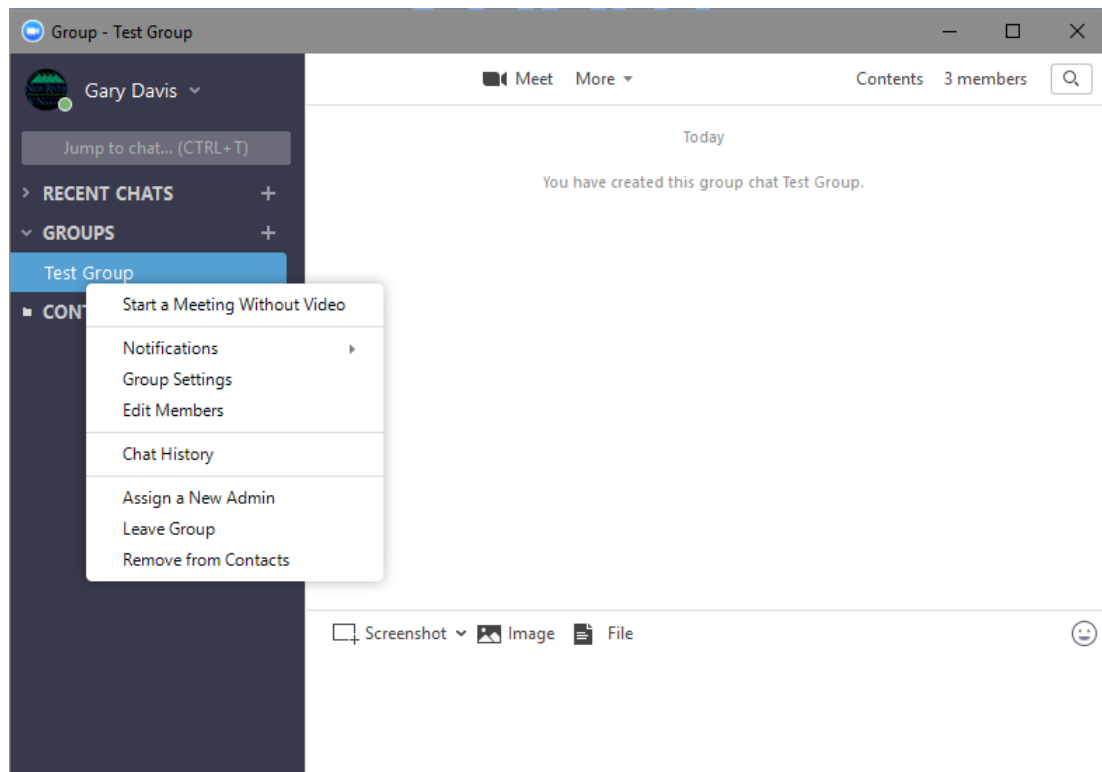 Group - Test Group
Gary Davis
Meet More Contents 3 members
Jump to chat... (CTRL+T)
RECENT CHATS +
GROUPS +
Test Group
CON
Start a Meeting Without Video
Notifications
Group Settings
Edit Members
Chat History
Assign a New Admin
Leave Group
Remove from Contacts
Today
You have created this group chat Test Group.
Screenshot Image File